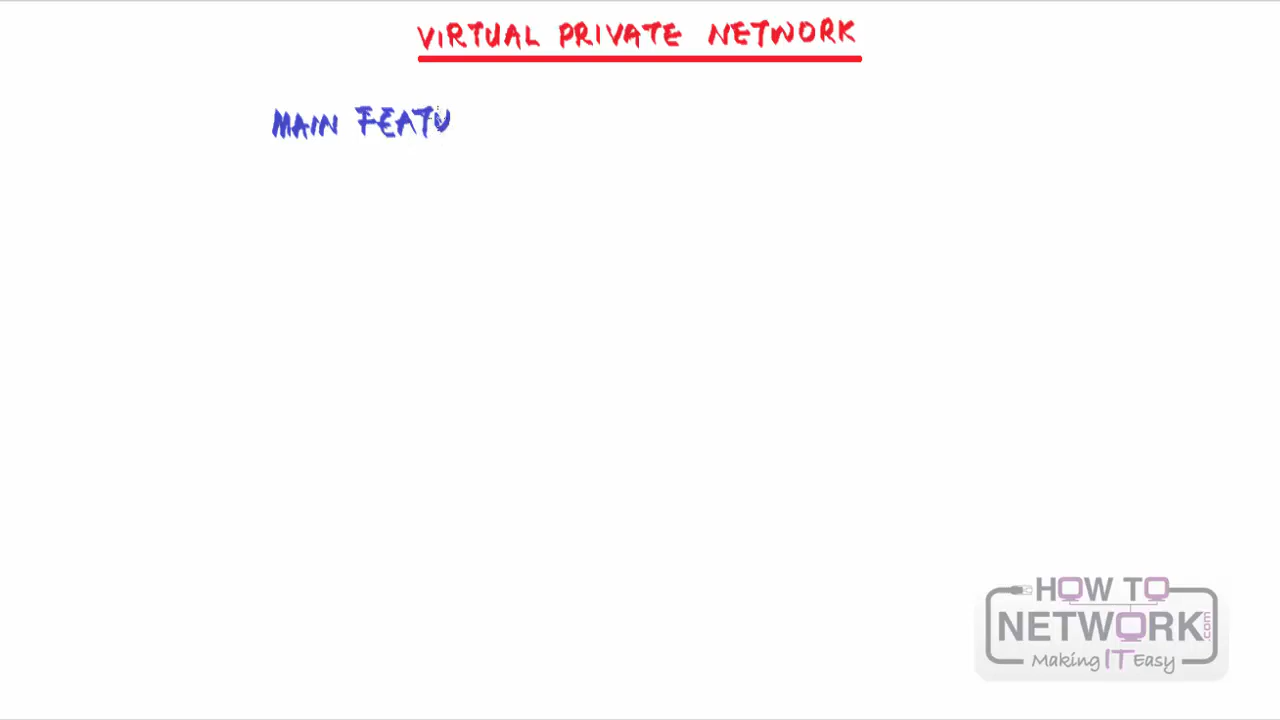 VIRTUAL PRIVATE NETWORK
MAIN FEATU
HOW TO
NETWORK.com
Making IT Easy